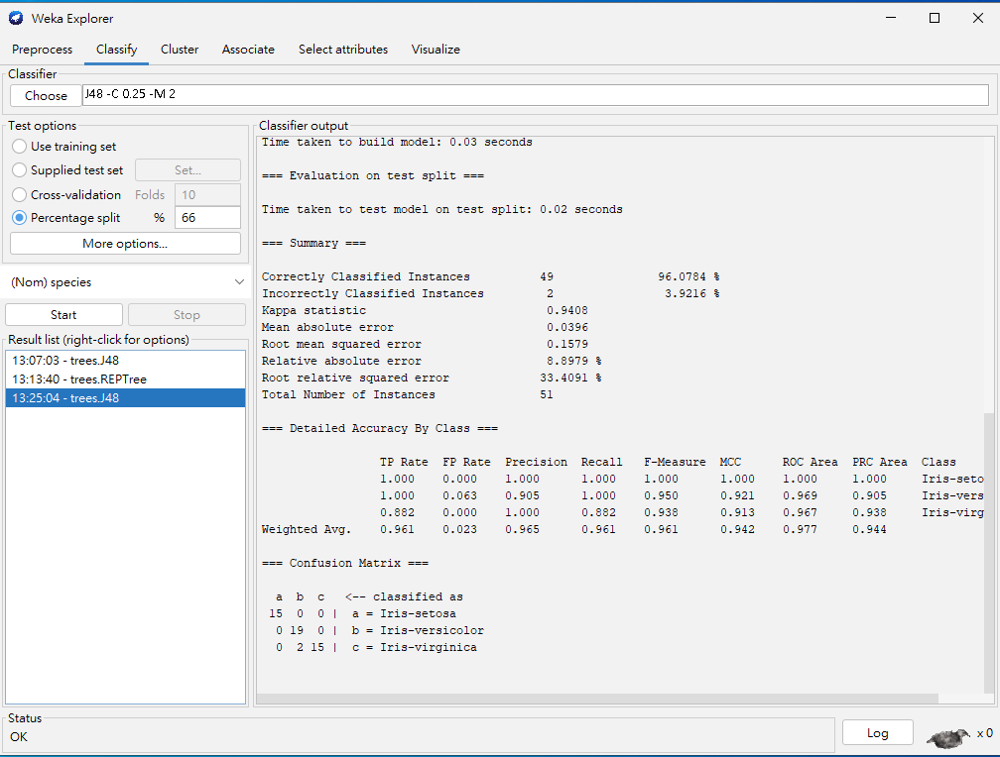 Weka Explorer
Preprocess Classify Cluster Associate Select attributes Visualize
Classifier
Choose J48 -C 0.25 -M 2
Test options
Use training set
Supplied test set Set...
Cross-validation Folds 10
Percentage split % 66
More options...
(Nom) species
Start Stop
Result list (right-click for options)
13:07:03 - trees.J48
13:13:40 - trees.REPTree
13:25:04 - trees.J48
Classifier output
Time taken to build model: 0.03 seconds
=== Evaluation on test split ===
Time taken to test model on test split: 0.02 seconds
=== Summary ===
Correctly Classified Instances 49 96.0784 %
Incorrectly Classified Instances 2 3.9216 %
Kappa statistic 0.9408
Mean absolute error 0.0396
Root mean squared error 0.1579
Relative absolute error 8.8979 %
Root relative squared error 33.4091 %
Total Number of Instances 51
=== Detailed Accuracy By Class ===
TP Rate FP Rate Precision Recall F-Measure MCC ROC Area PRC Area Class
1.000 0.000 1.000 1.000 1.000 1.000 1.000 1.000 Iris-seto
1.000 0.063 0.905 1.000 0.950 0.921 0.969 0.905 Iris-vers
0.882 0.000 1.000 0.882 0.938 0.913 0.967 0.938 Iris-virg
Weighted Avg. 0.961 0.023 0.965 0.961 0.961 0.942 0.977 0.944
=== Confusion Matrix ===
a b c <-- classified as
15 0 0 | a = Iris-setosa
0 19 0 | b = Iris-versicolor
0 2 15 | c = Iris-virginica
Status
OK
Log x 0